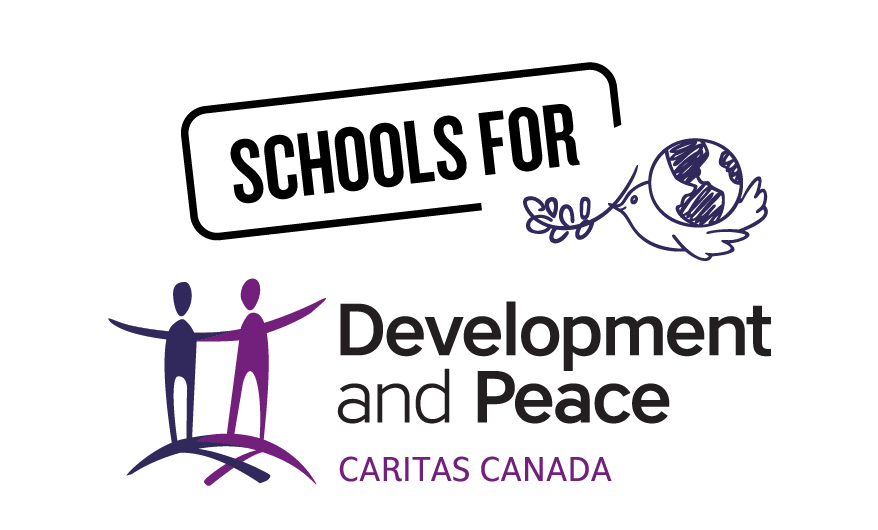 SCHOOLS FOR
Development
and Peace
CARITAS CANADA